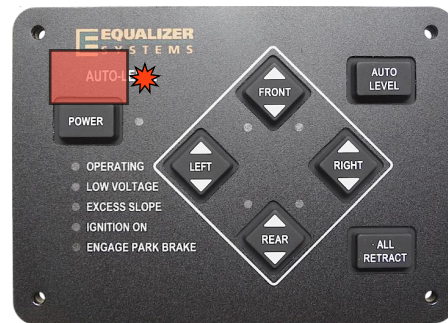 EQUALIZER
SYSTEMS
AUTO-LE
POWER
OPERATING
LOW VOLTAGE
EXCESS SLOPE
IGNITION ON
ENGAGE PARK BRAKE
FRONT
LEFT
RIGHT
REAR
AUTO
LEVEL
ALL
RETRACT